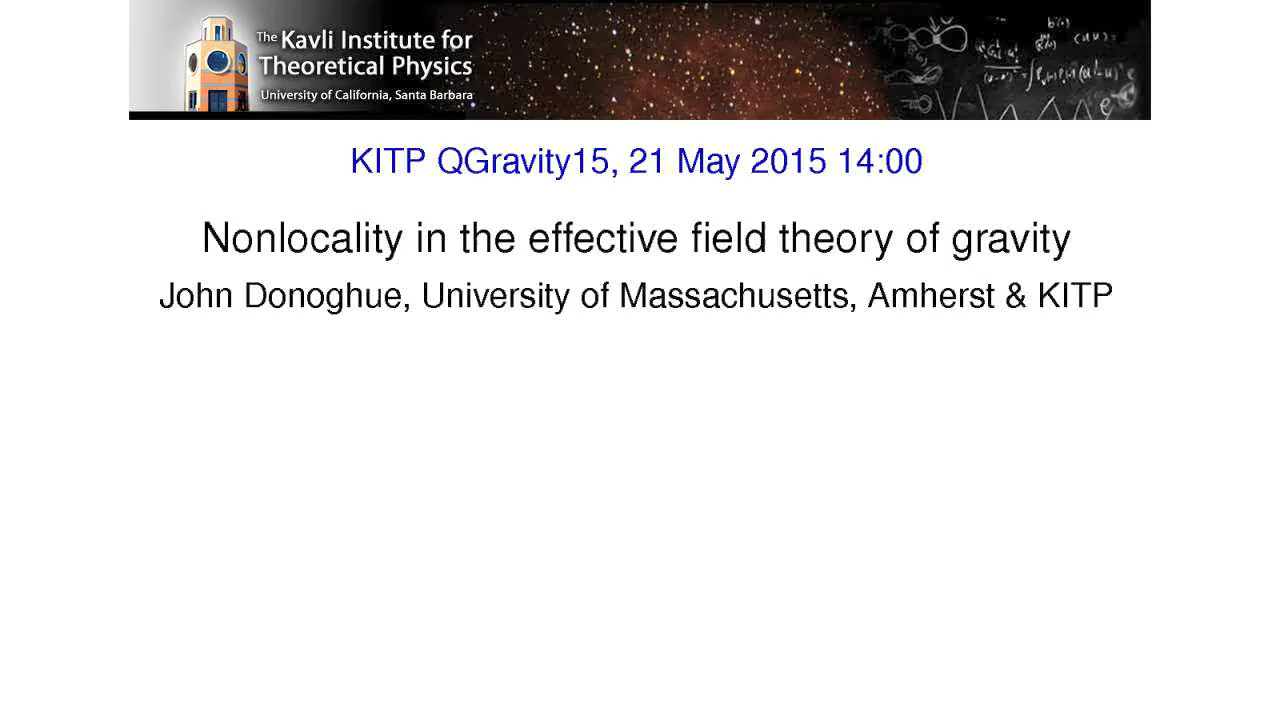 The Kavli Institute for
Theoretical Physics
University of California, Santa Barbara
KITP QGravity15, 21 May 2015 14:00
Nonlocality in the effective field theory of gravity
John Donoghue, University of Massachusetts, Amherst & KITP